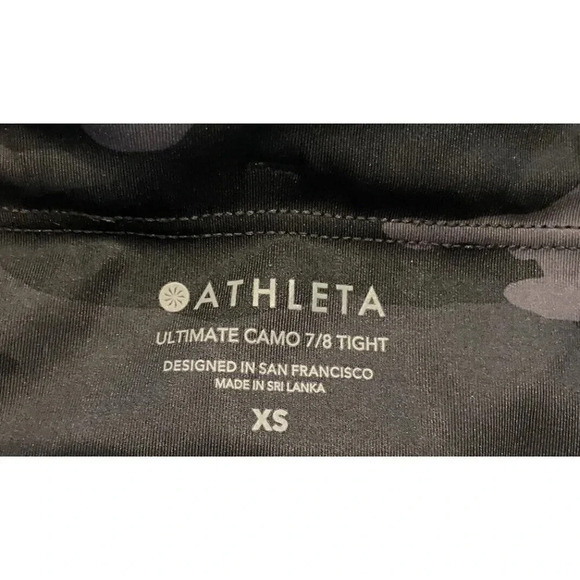 ATHLETA
ULTIMATE CAMO 7/8 TIGHT
DESIGNED IN SAN FRANCISCO
MADE IN SRI LANKA
XS